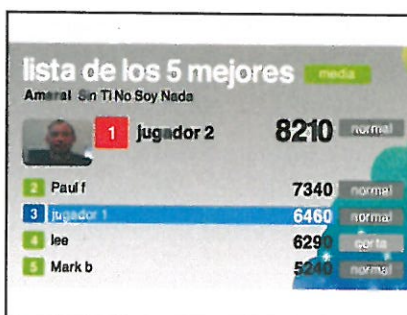 lista de los 5 mejores media
Amaral Sin Ti No Soy Nada
1 jugador 2 8210 normal
2 Paul f 7340 normal
3 jugador 1 6460 normal
4 lee 6290 corta
5 Mark b 5240 normal